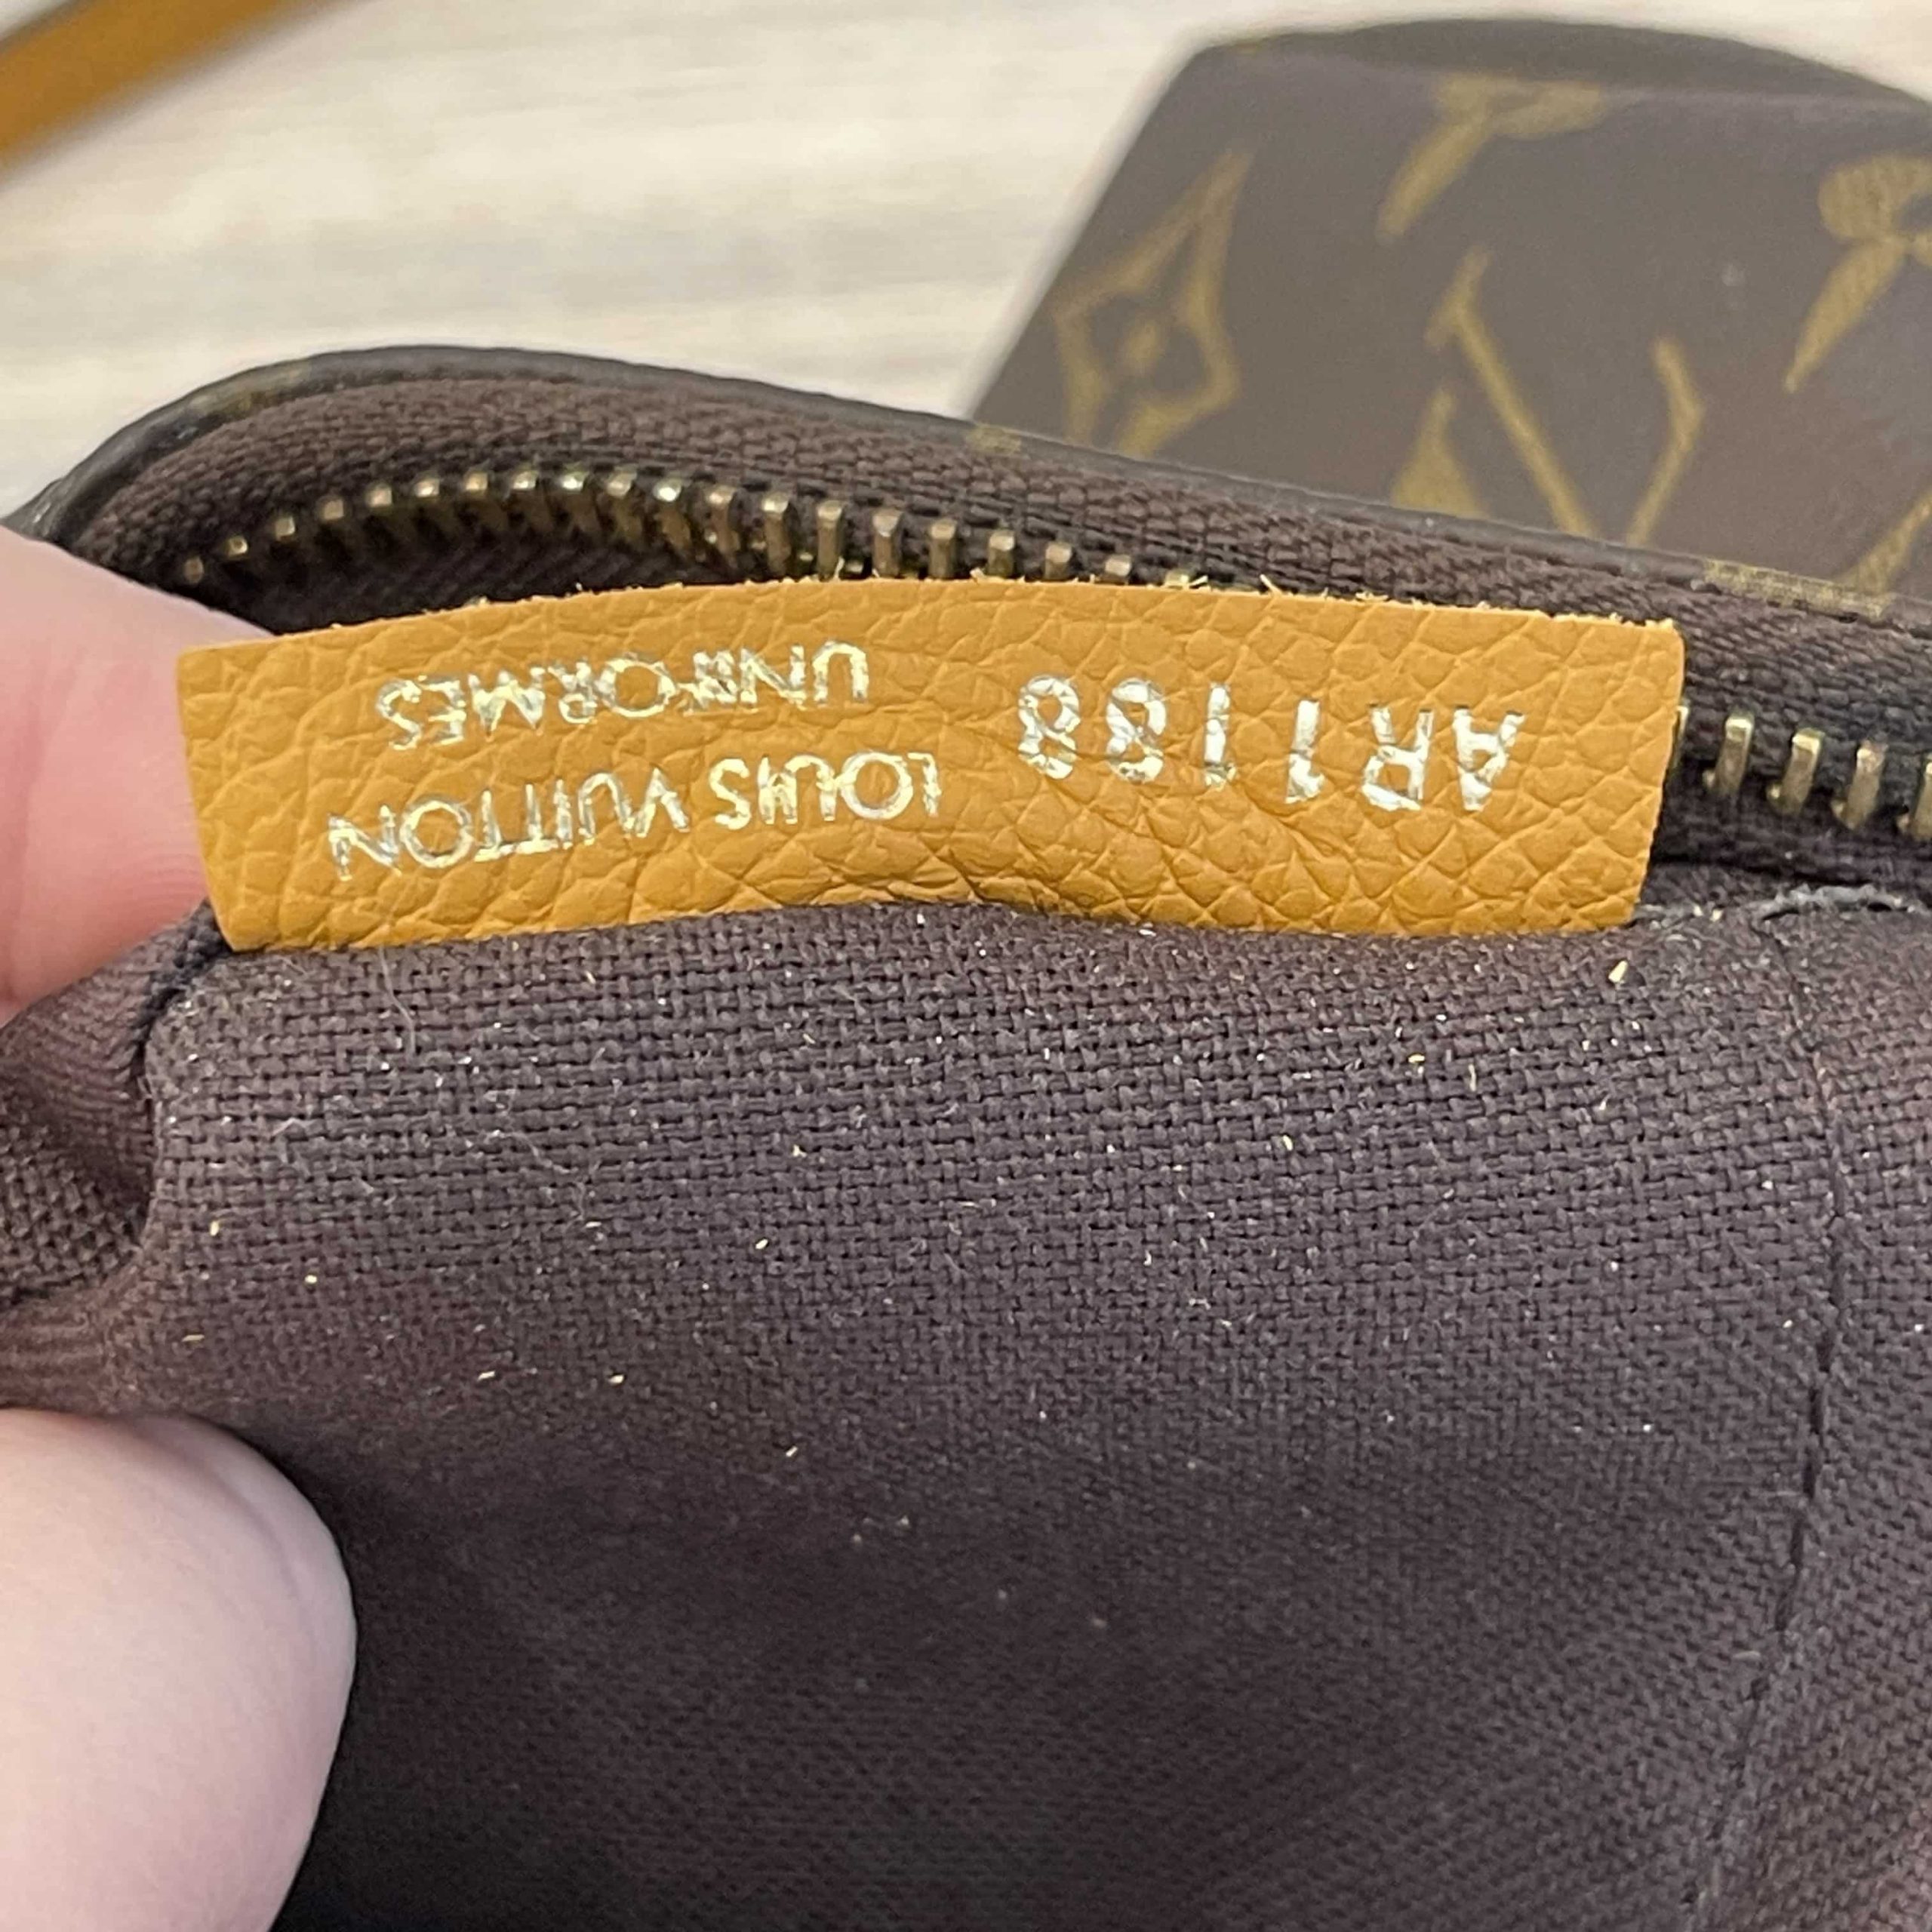 AR1188
LOUIS VUITTON
UNIFORMES